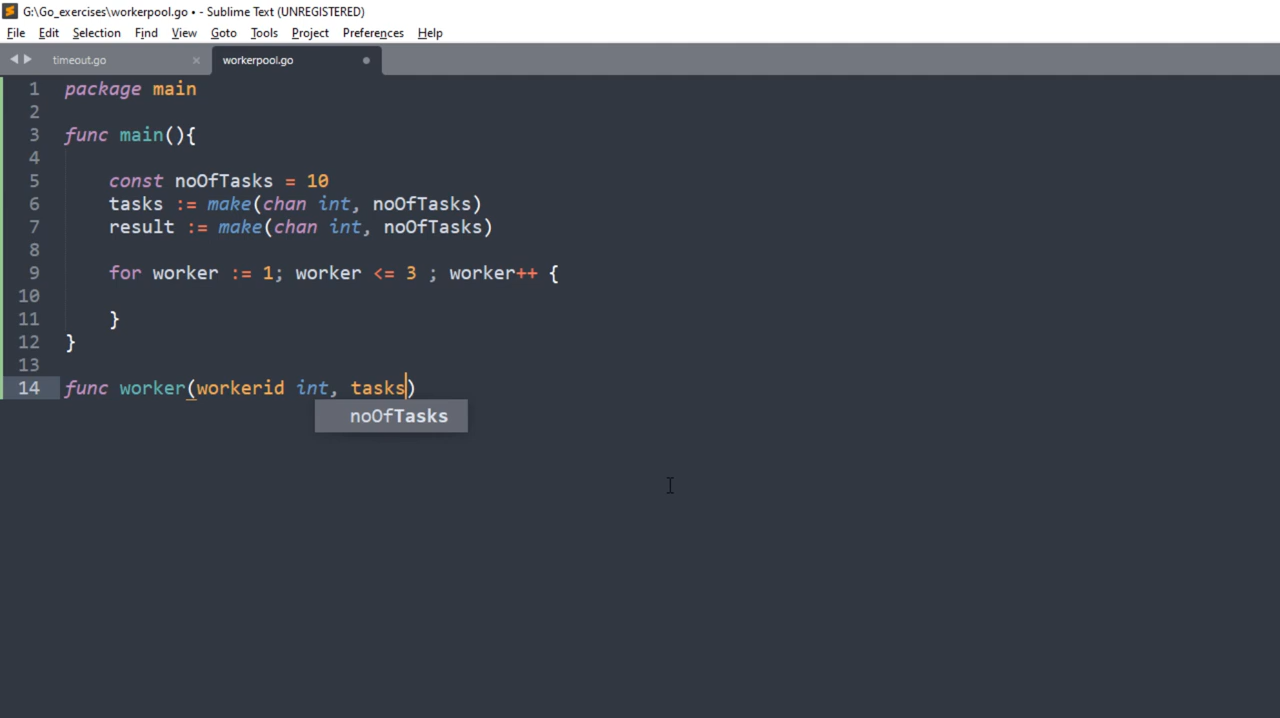 G:\Go_exercises\workerpool.go • - Sublime Text (UNREGISTERED)
File Edit Selection Find View Goto Tools Project Preferences Help
timeout.go workerpool.go
1 package main
2
3 func main(){
4
5 const noOfTasks = 10
6 tasks := make(chan int, noOfTasks)
7 result := make(chan int, noOfTasks)
8
9 for worker := 1; worker <= 3 ; worker++ {
10
11 }
12 }
13
14 func worker(workerid int, tasks)
noOfTasks